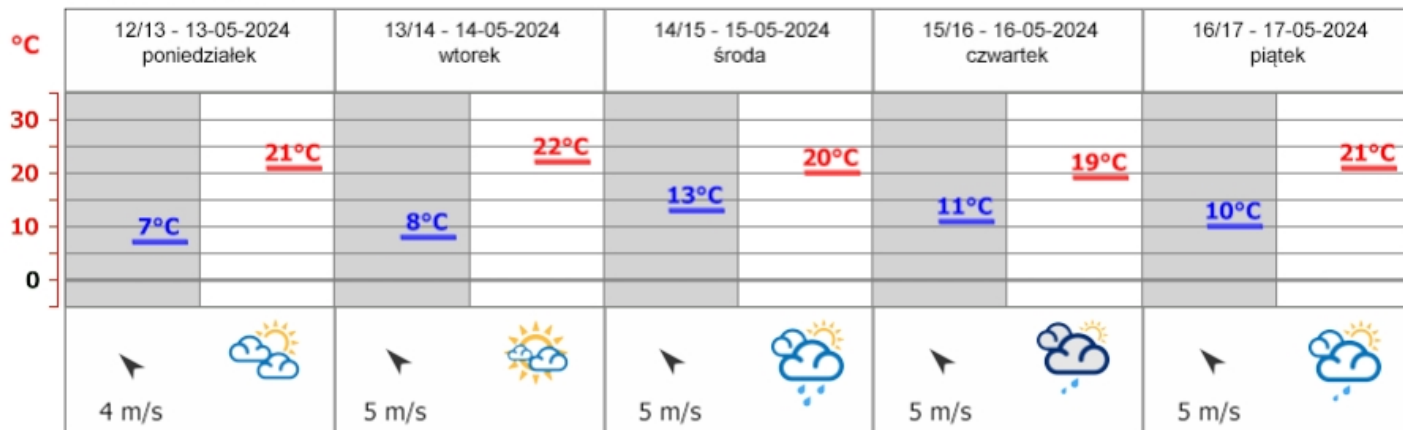 12/13 - 13-05-2024
poniedziałek
13/14 - 14-05-2024
wtorek
14/15 - 15-05-2024
środa
15/16 - 16-05-2024
czwartek
16/17 - 17-05-2024
piątek
°C
30
20
10
0
21°C
22°C
20°C
19°C
21°C
7°C
8°C
13°C
11°C
10°C
4 m/s
5 m/s
5 m/s
5 m/s
5 m/s